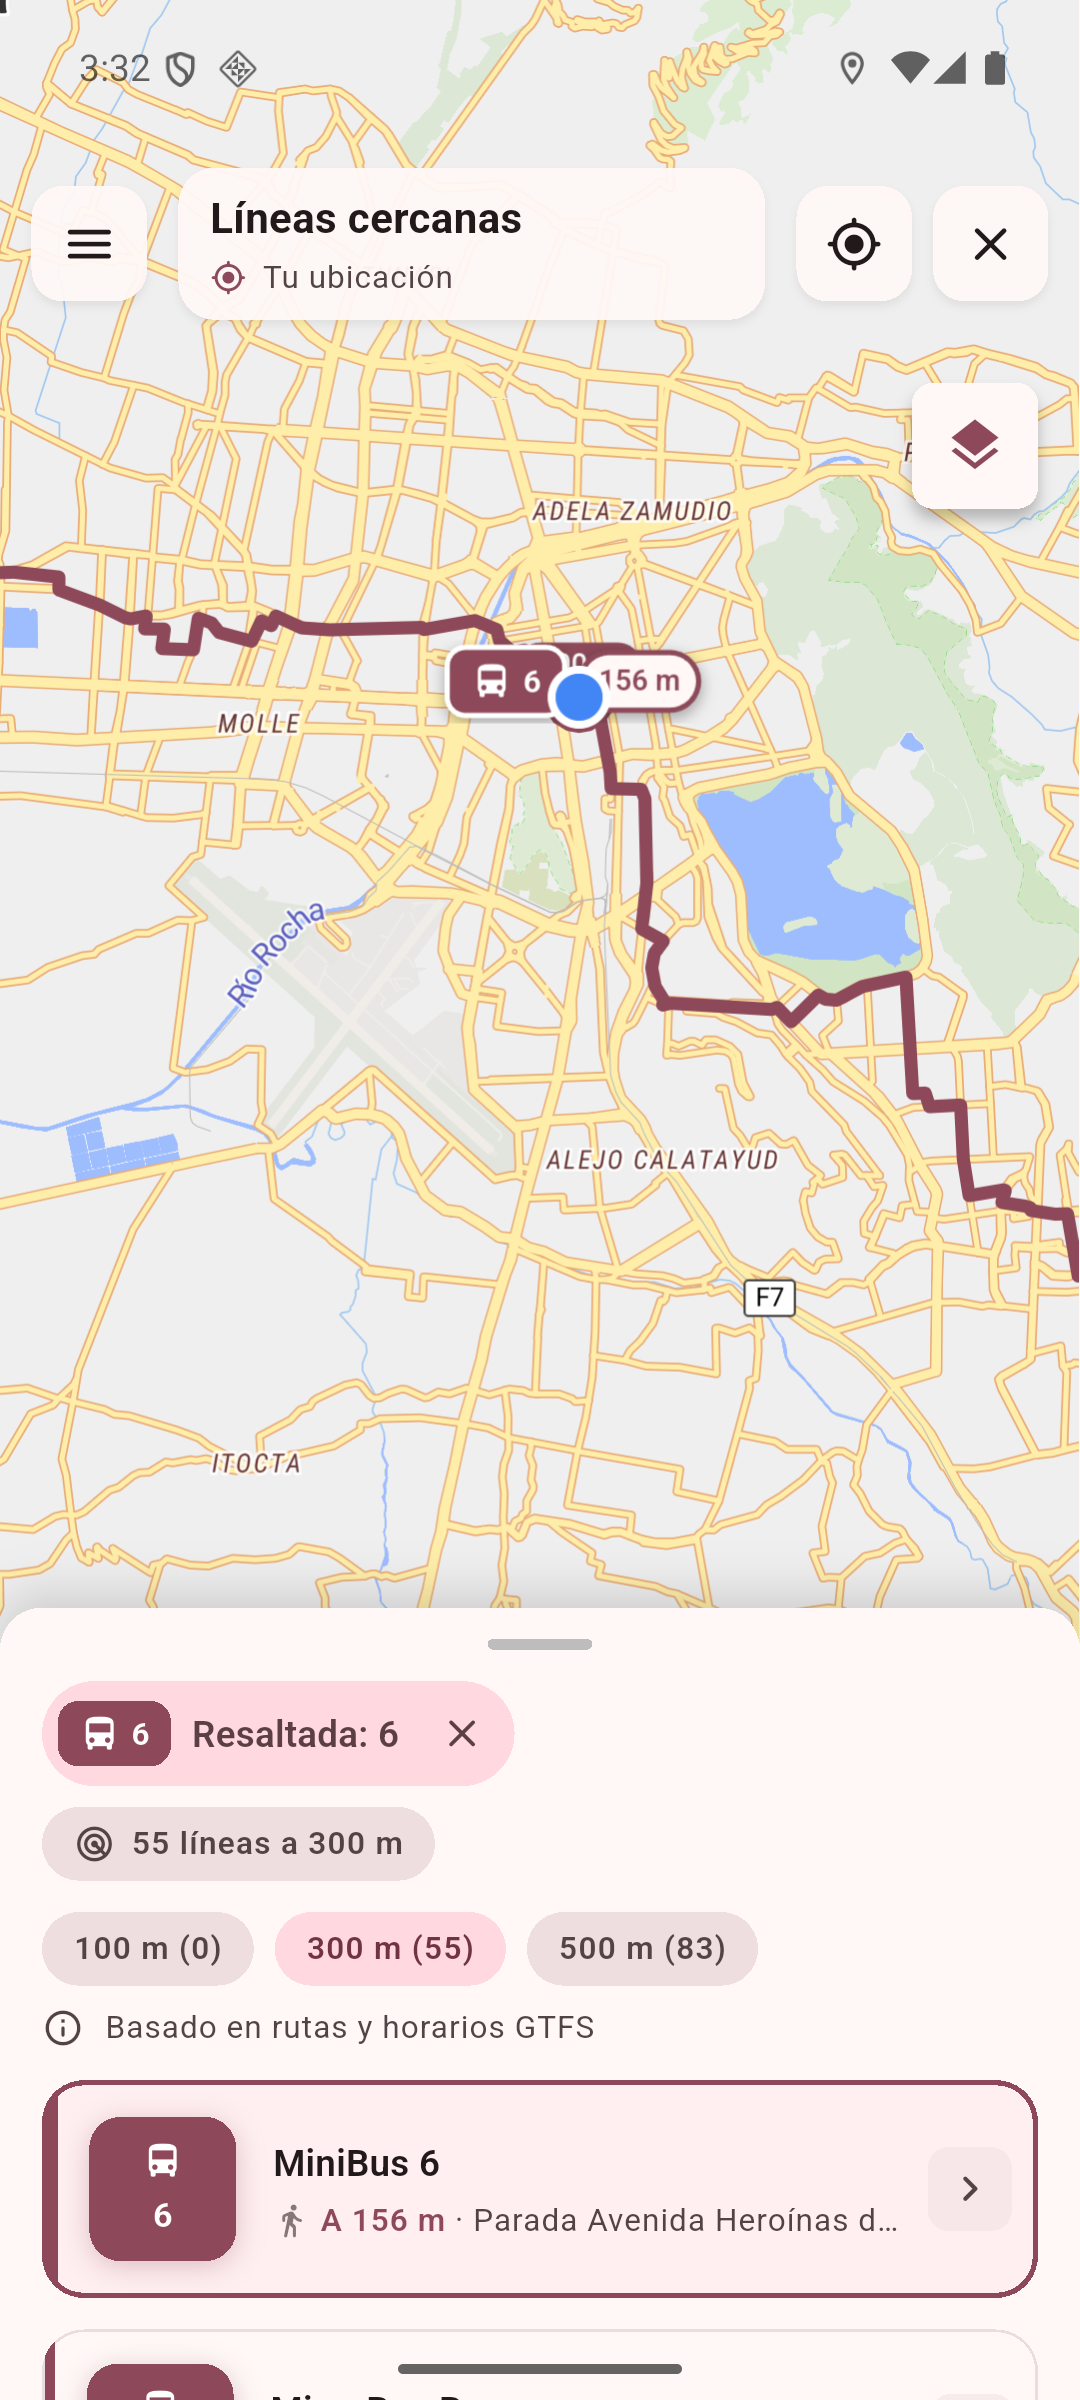 3:32
Líneas cercanas
Tu ubicación
ADELA ZAMUDIO
6
156 m
MOLLE
Río Rocha
ALEJO CALATAYUD
F7
ITOCTA
6
Resaltada: 6
55 líneas a 300 m
100 m (0)
300 m (55)
500 m (83)
Basado en rutas y horarios GTFS
6
MiniBus 6
A 156 m · Parada Avenida Heroínas d...